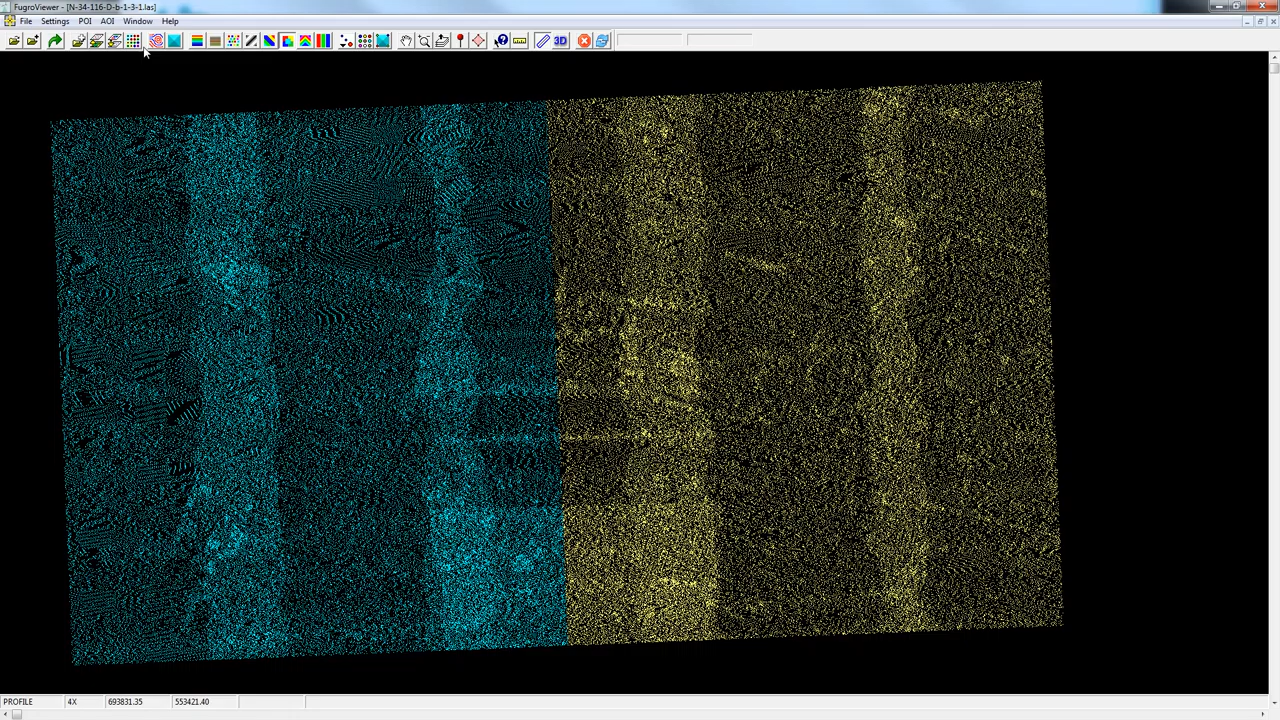 FugroViewer - [N-34-116-D-b-1-3-1.las]
File Settings POI AOI Window Help
3D
PROFILE 4X 693831.35 553421.40